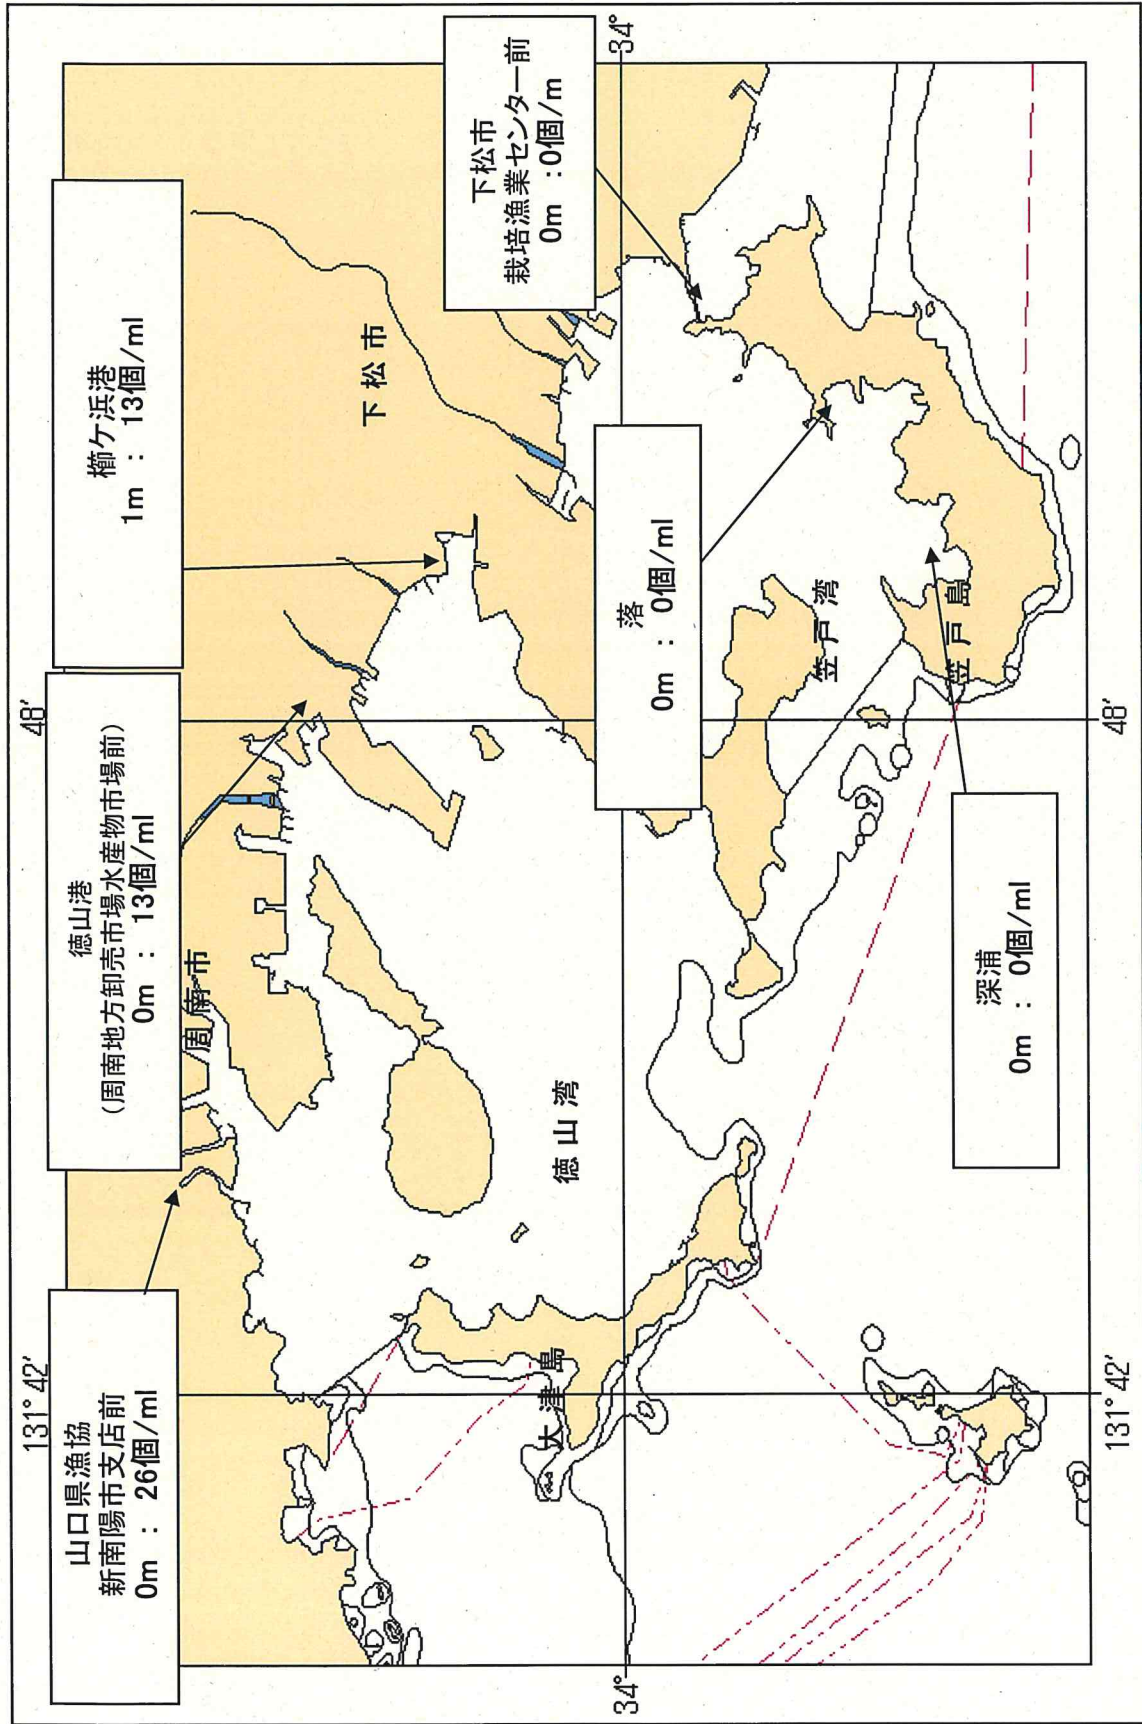 131° 42′
48′
山口県漁協
新南陽市支店前
0m : 26個/ml
徳山港
(周南地方卸売市場水産物市場前)
0m : 13個/ml
櫛ケ浜港
1m : 13個/ml
周南市
下松市
下松市
栽培漁業センター前
0m :0個/m
34°
34°
徳山湾
大津島
落
0m : 0個/ml
笠戸湾
笠戸島
深浦
0m : 0個/ml
131° 42′
48′